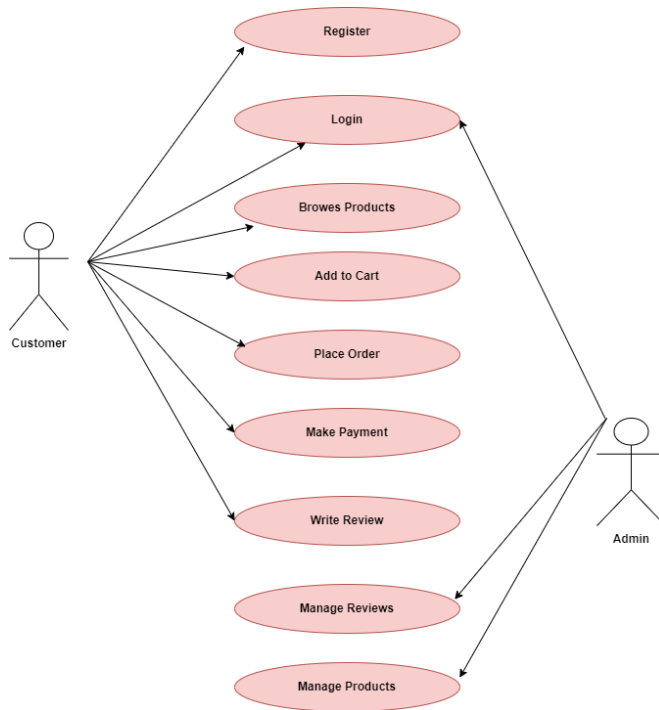 Register
Login
Browes Products
Add to Cart
Customer
Place Order
Make Payment
Write Review
Admin
Manage Reviews
Manage Products